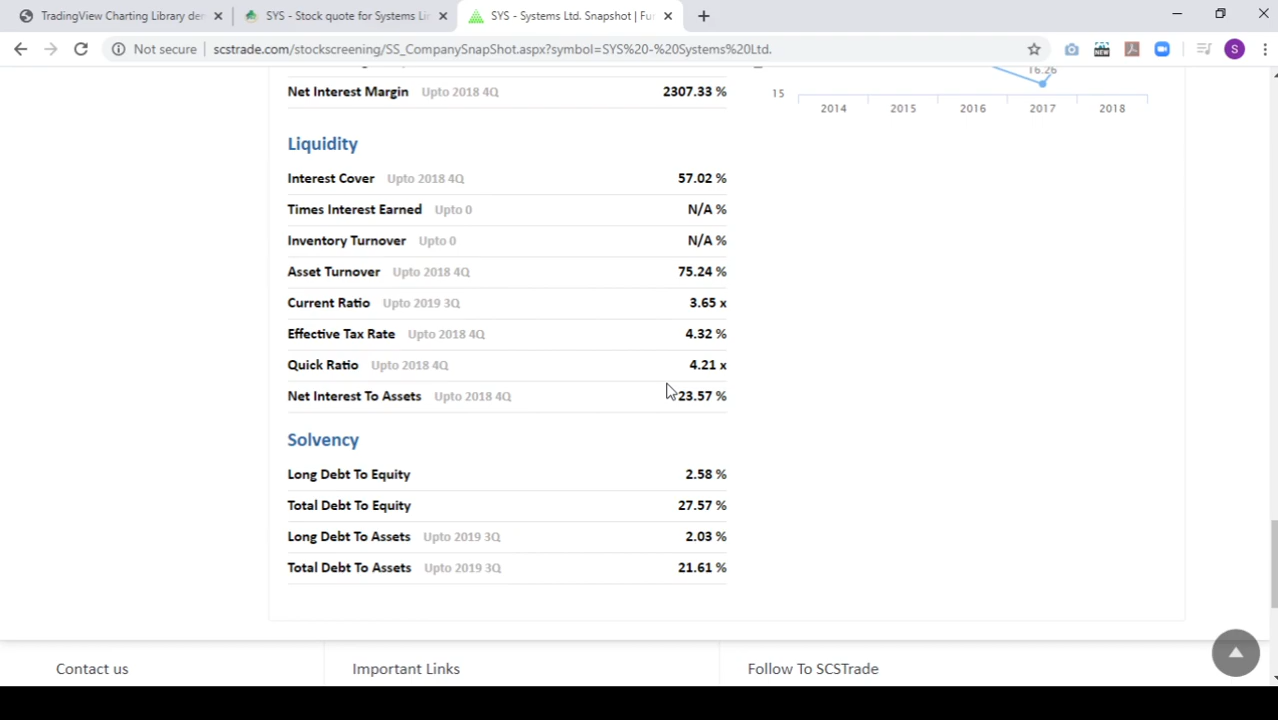 TradingView Charting Library der
SYS - Stock quote for Systems Li
SYS - Systems Ltd. Snapshot | Fu
Not secure
scstrade.com/stockscreening/SS_CompanySnapShot.aspx?symbol=SYS%20-%20Systems%20Ltd.
NEW
S
16.26
Net Interest Margin Upto 2018 4Q 2307.33 %
15
2014 2015 2016 2017 2018
Liquidity
Interest Cover Upto 2018 4Q 57.02 %
Times Interest Earned Upto 0 N/A %
Inventory Turnover Upto 0 N/A %
Asset Turnover Upto 2018 4Q 75.24 %
Current Ratio Upto 2019 3Q 3.65 x
Effective Tax Rate Upto 2018 4Q 4.32 %
Quick Ratio Upto 2018 4Q 4.21 x
Net Interest To Assets Upto 2018 4Q 23.57 %
Solvency
Long Debt To Equity 2.58 %
Total Debt To Equity 27.57 %
Long Debt To Assets Upto 2019 3Q 2.03 %
Total Debt To Assets Upto 2019 3Q 21.61 %
Contact us
Important Links
Follow To SCSTrade